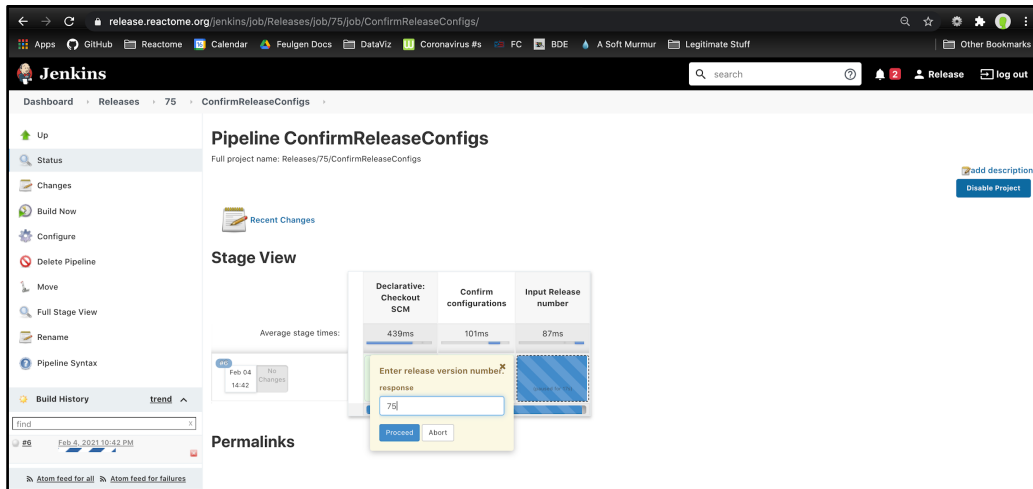 release.reactome.org/jenkins/job/Releases/job/75/job/ConfirmReleaseConfigs/
Apps GitHub Reactome Calendar Feulgen Docs DataViz Coronavirus #s FC BDE A Soft Murmur Legitimate Stuff Other Bookmarks
Jenkins search 2 Release log out
Dashboard Releases 75 ConfirmReleaseConfigs
Up
Status
Changes
Build Now
Configure
Delete Pipeline
Move
Full Stage View
Rename
Pipeline Syntax
Build History trend
find X
#6 Feb 4, 2021 10:42 PM
Atom feed for all Atom feed for failures
Pipeline ConfirmReleaseConfigs
Full project name: Releases/75/ConfirmReleaseConfigs
add description
Disable Project
Recent Changes
Stage View
Declarative:
Checkout
SCM
Confirm
configurations
Input Release
number
Average stage times: 439ms 101ms 87ms
#6
Feb 04
14:42
No
Changes
Enter release version number. x
response
75
Proceed Abort
Permalinks